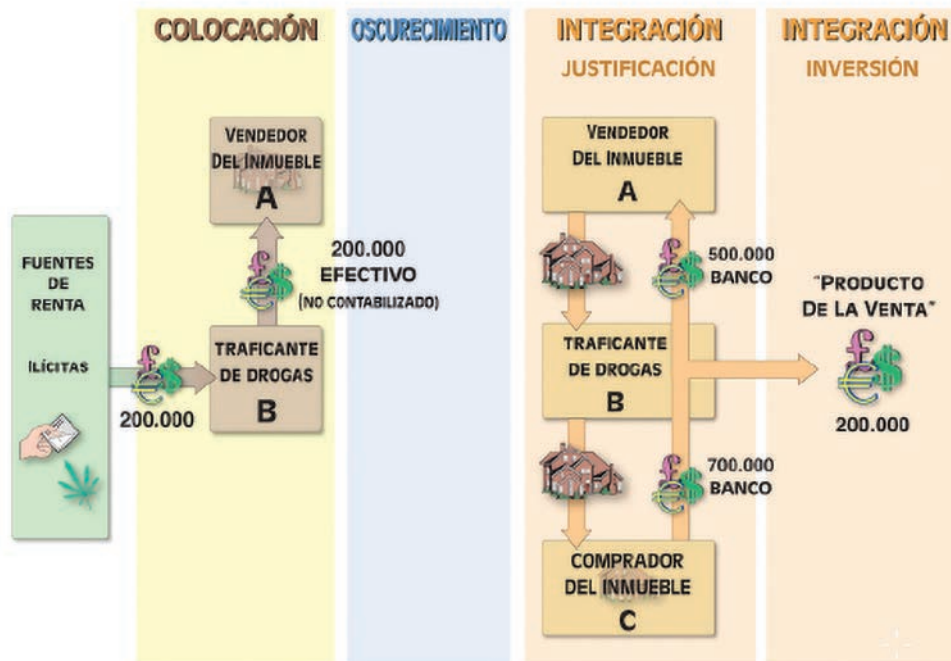 COLOCACIÓN
OSCURECIMIENTO
INTEGRACIÓN
JUSTIFICACIÓN
INTEGRACIÓN
INVERSIÓN
FUENTES
DE
RENTA
ILÍCITAS
200.000
VENDEDOR
DEL INMUEBLE
A
200.000
EFECTIVO
(NO CONTABILIZADO)
TRAFICANTE
DE DROGAS
B
VENDEDOR
DEL INMUEBLE
A
500.000
BANCO
TRAFICANTE
DE DROGAS
B
700.000
BANCO
COMPRADOR
DEL INMUEBLE
C
"PRODUCTO
DE LA VENTA"
200.000